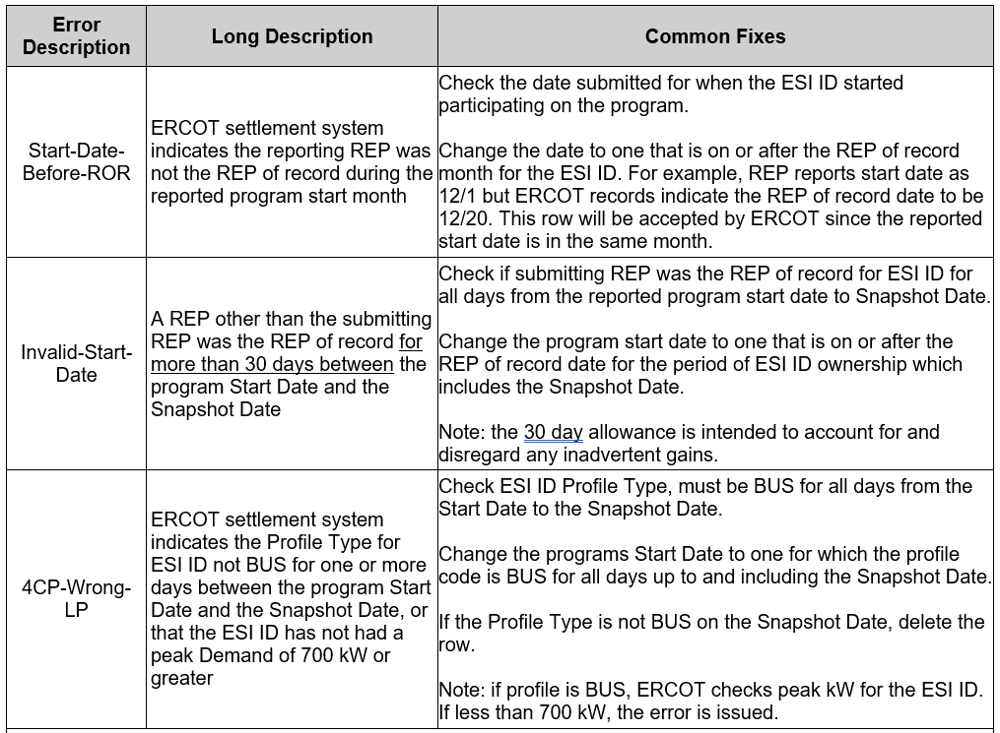 Error
Description
Long Description
Common Fixes
Start-Date-
Before-ROR
ERCOT settlement system
indicates the reporting REP was
not the REP of record during the
reported program start month
Check the date submitted for when the ESI ID started
participating on the program.
Change the date to one that is on or after the REP of record
month for the ESI ID. For example, REP reports start date as
12/1 but ERCOT records indicate the REP of record date to be
12/20. This row will be accepted by ERCOT since the reported
start date is in the same month.
Invalid-Start-
Date
A REP other than the submitting
REP was the REP of record for
more than 30 days between the
program Start Date and the
Snapshot Date
Check if submitting REP was the REP of record for ESI ID for
all days from the reported program start date to Snapshot Date.
Change the program start date to one that is on or after the
REP of record date for the period of ESI ID ownership which
includes the Snapshot Date.
Note: the 30 day allowance is intended to account for and
disregard any inadvertent gains.
4CP-Wrong-
LP
ERCOT settlement system
indicates the Profile Type for
ESI ID not BUS for one or more
days between the program Start
Date and the Snapshot Date, or
that the ESI ID has not had a
peak Demand of 700 kW or
greater
Check ESI ID Profile Type, must be BUS for all days from the
Start Date to the Snapshot Date.
Change the programs Start Date to one for which the profile
code is BUS for all days up to and including the Snapshot Date.
If the Profile Type is not BUS on the Snapshot Date, delete the
row.
Note: if profile is BUS, ERCOT checks peak kW for the ESI ID.
If less than 700 kW, the error is issued.